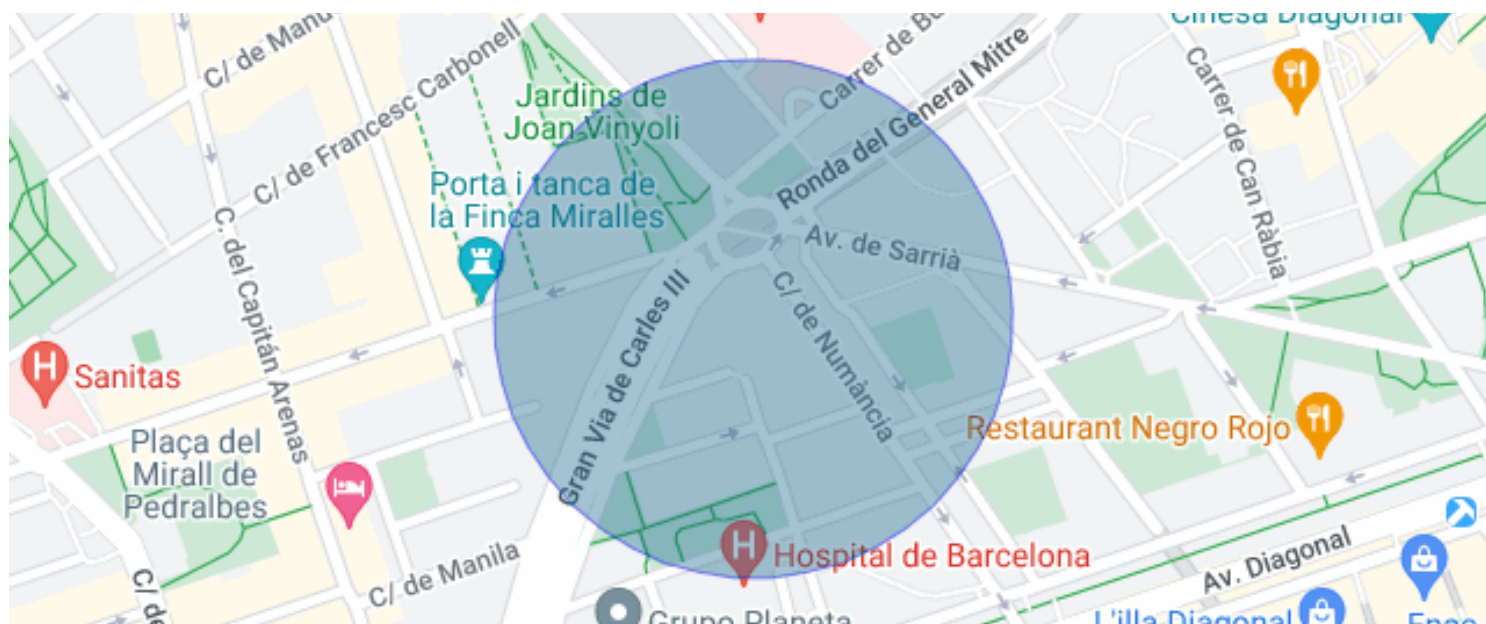 C/ de Manu
C/ de Francesc Carbonell
C. del Capitán Arenas
Jardins de
Joan Vinyoli
Porta i tanca de
la Finca Miralles
Carrer de B
Ronda del General Mitre
Cinesa Diagonal
Carrer de Can Ràbia
Av. de Sarrià
C/ de Numància
Gran Via de Carles III
H
Sanitas
Plaça del
Mirall de
Pedralbes
Restaurant Negro Rojo
C/ de Manila
C/ de
H
Hospital de Barcelona
Grupo Planeta
Av. Diagonal
L'illa Diagonal
Fnac